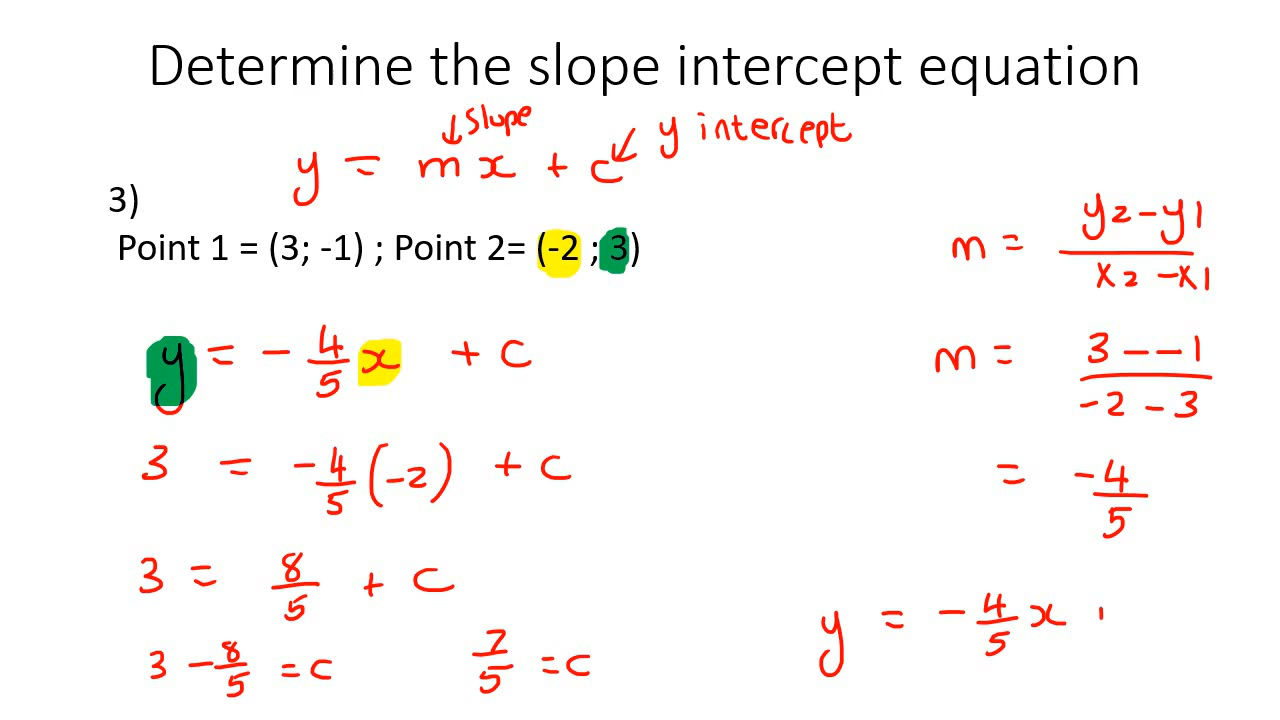 Determine the slope intercept equation
slope
y intercept
y = mx + c
3)
Point 1 = (3; -1) ; Point 2= (-2 ; 3)
m = y2 - y1 / x2 - x1
y = - 4/5 x + c
m = 3 - - 1 / -2 - 3
3 = - 4/5 (-2) + c
= -4/5
3 = 8/5 + c
y = - 4/5 x
3 - 8/5 = c
7/5 = c